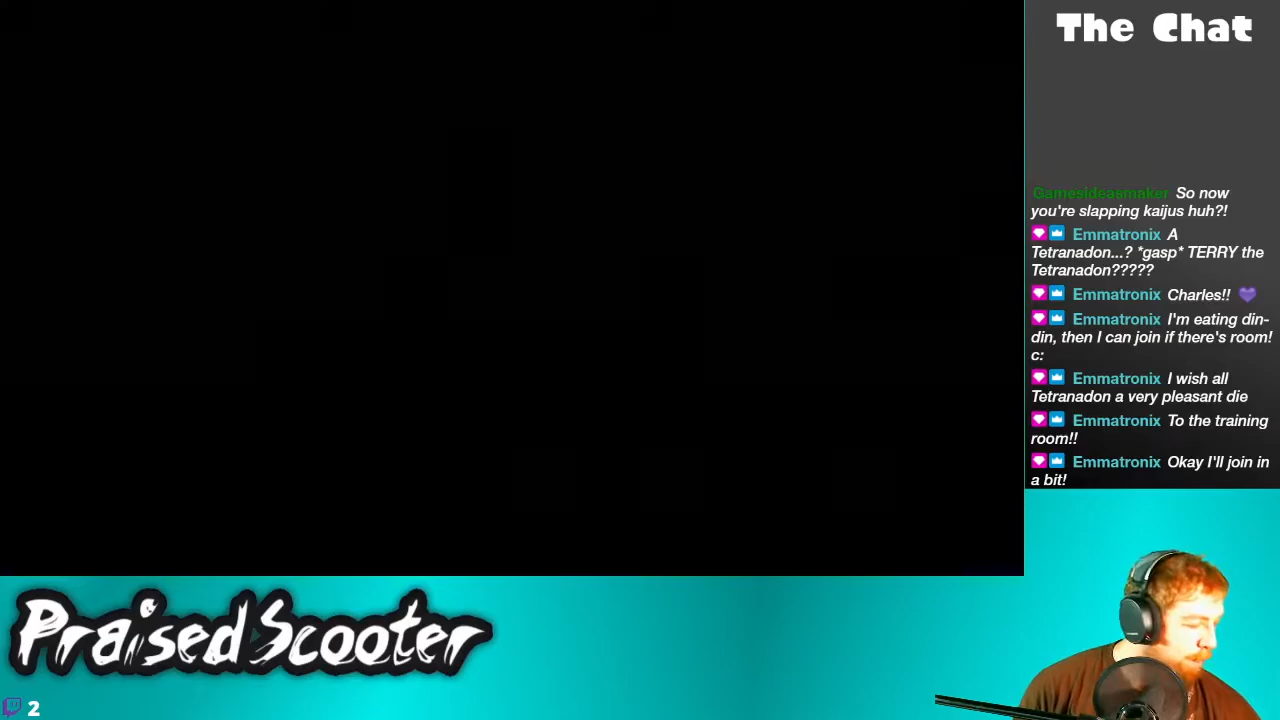 The Chat
Gamesideasmaker So now
you're slapping kaijus huh?!
Emmatronix A
Tetranadon...? *gasp* TERRY the
Tetranadon?????
Emmatronix Charles!!
Emmatronix I'm eating din-
din, then I can join if there's room!
c:
Emmatronix I wish all
Tetranadon a very pleasant die
Emmatronix To the training
room!!
Emmatronix Okay I'll join in
a bit!
PraisedScooter
2